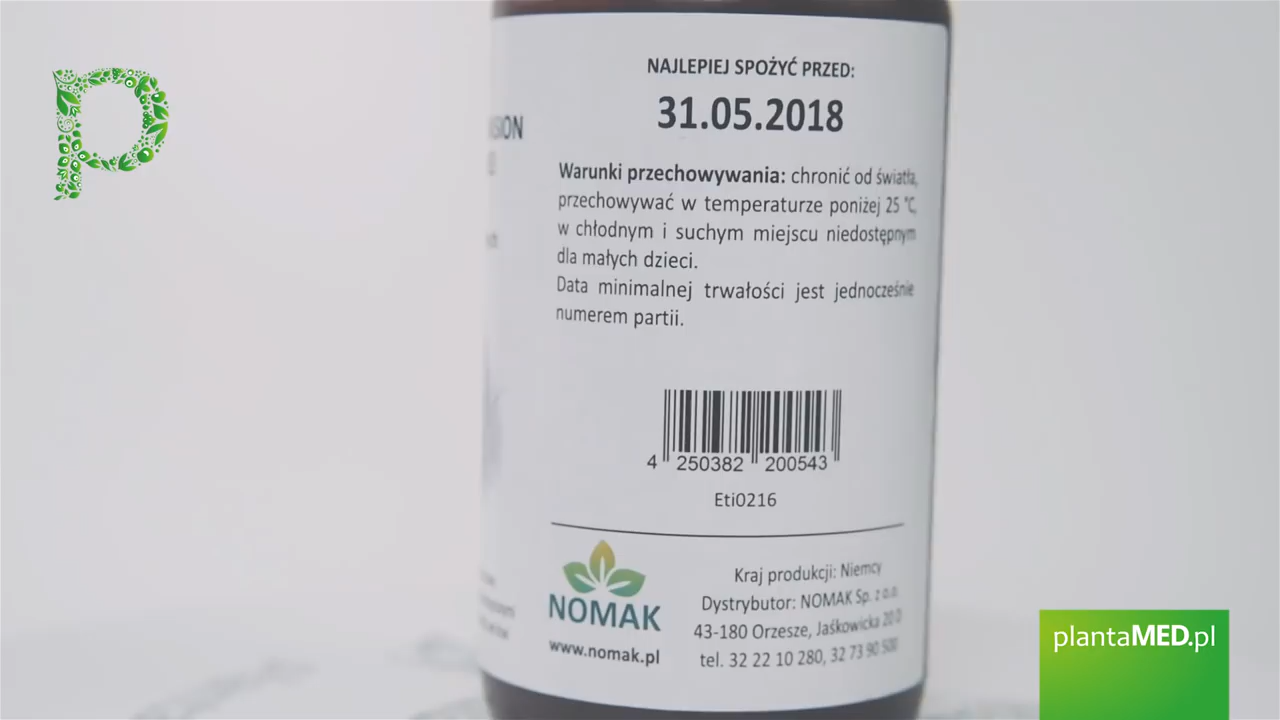 p
NAJLEPIEJ SPOŻYĆ PRZED:
31.05.2018
Warunki przechowywania: chronić od światła,
przechowywać w temperaturze poniżej 25 °C,
w chłodnym i suchym miejscu niedostępnym
dla małych dzieci.
Data minimalnej trwałości jest jednocześnie
numerem partii.
4 250382 200543
Eti0216
NOMAK
www.nomak.pl
Kraj produkcji: Niemcy
Dystrybutor: NOMAK Sp. z o.o.
43-180 Orzesze, Jaśkowicka 20 D
tel. 32 22 10 280, 32 73 90 500
plantaMED.pl